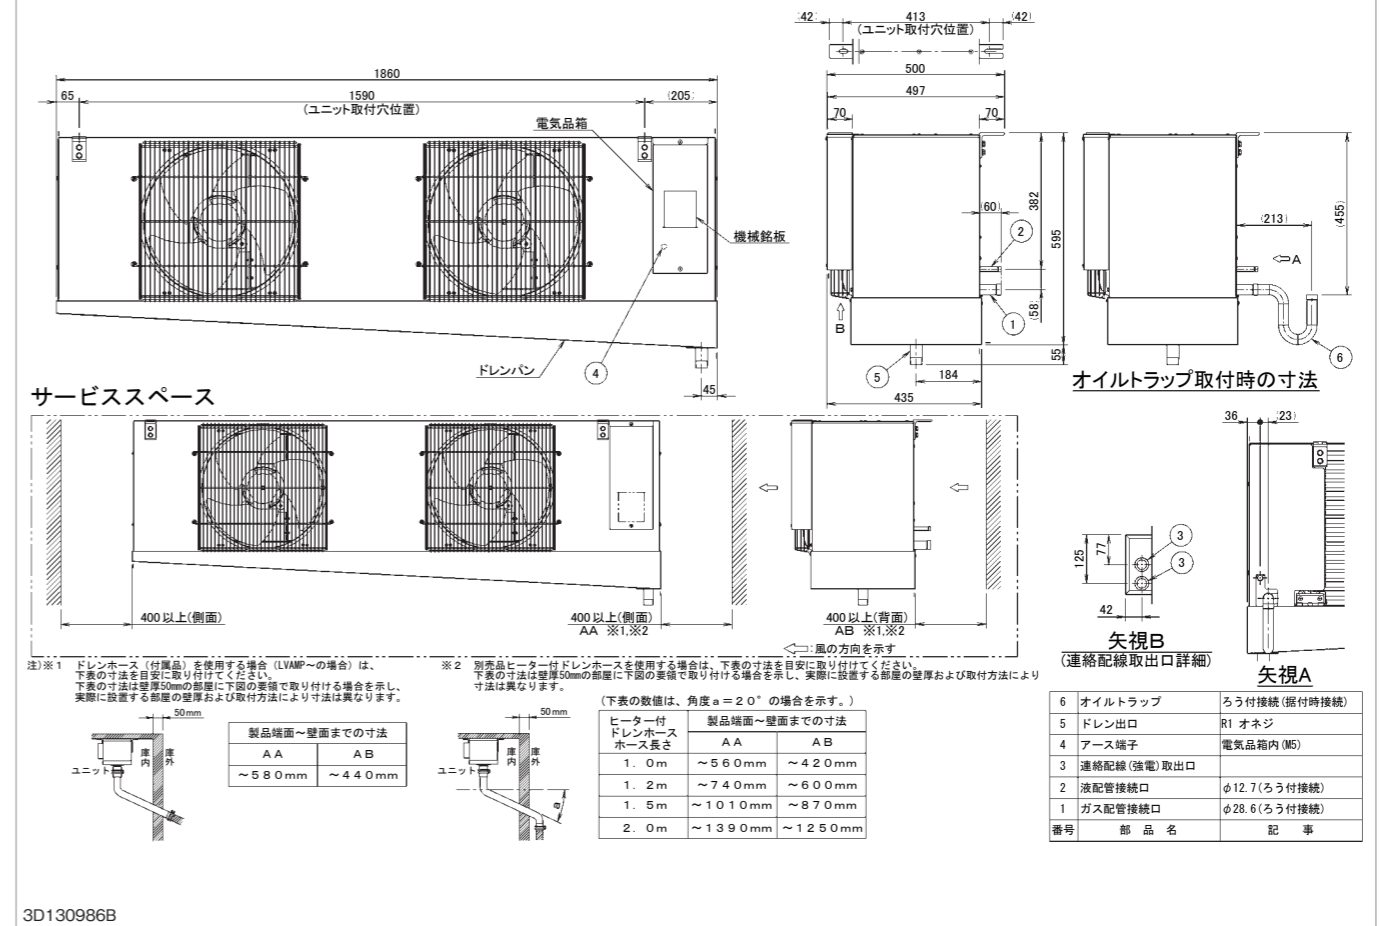 (42)
413
(42)
(ユニット取付穴位置)
1860
65
1590
(205)
(ユニット取付穴位置)
電気品箱
機械銘板
ドレンパン
4
45
500
497
70
70
382
595
(60)
2
1
(58)
55
B
5
184
435
(455)
(213)
A
6
オイルトラップ取付時の寸法
サービススペース
400以上(側面)
400以上(側面)
AA ※1,※2
400以上(背面)
AB ※1,※2
:風の方向を示す
36
(23)
矢視A
125
77
3
3
42
矢視B
(連絡配線取出口詳細)
注)※1 ドレンホース(付属品)を使用する場合(LVAMP~の場合)は、
下表の寸法を目安に取り付けてください。
下表の寸法は壁厚50mmの部屋に下図の要領で取り付ける場合を示し、
実際に設置する部屋の壁厚および取付方法により寸法は異なります。
50mm
庫内
庫外
ユニット
製品端面~壁面までの寸法
AA AB
~580mm ~440mm
※2 別売品ヒーター付ドレンホースを使用する場合は、下表の寸法を目安に取り付けてください。
下表の寸法は壁厚50mmの部屋に下図の要領で取り付ける場合を示し、実際に設置する部屋の壁厚および取付方法により
寸法は異なります。
(下表の数値は、角度a=20°の場合を示す。)
50mm
庫内
庫外
ユニット
a
ヒーター付
ドレンホース
ホース長さ
製品端面~壁面までの寸法
AA AB
1.0m ~560mm ~420mm
1.2m ~740mm ~600mm
1.5m ~1010mm ~870mm
2.0m ~1390mm ~1250mm
6 オイルトラップ ろう付接続(据付時接続)
5 ドレン出口 R1 オネジ
4 アース端子 電気品箱内(M5)
3 連絡配線(強電)取出口
2 液配管接続口 φ12.7(ろう付接続)
1 ガス配管接続口 φ28.6(ろう付接続)
番号 部品名 記事
3D130986B